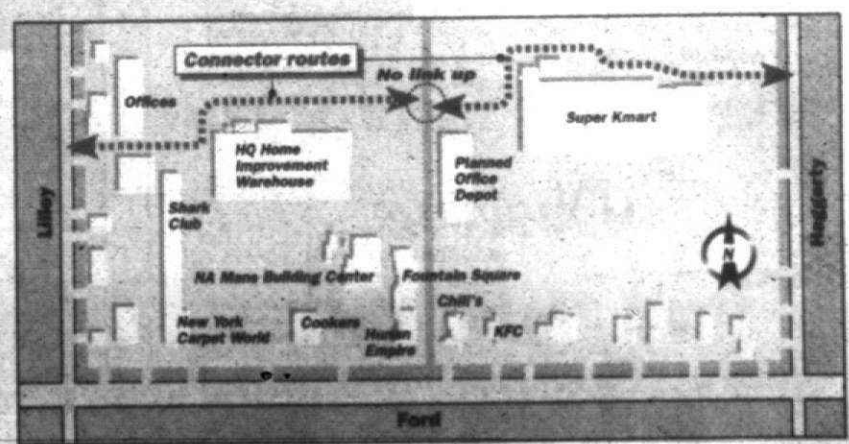 Connector routes
No link up
Offices
Super Kmart
HQ Home
Improvement
Warehouse
Planned
Office
Depot
Lilley
Haggerty
Shark
Club
N
NA Mans Building Center
Fountain Square
Chili's
New York
Carpet World
Cookers
Hunan
Empire
KFC
Ford